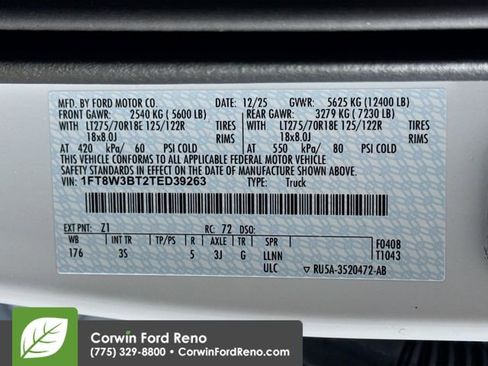 MFD. BY FORD MOTOR CO. 12/25 GVWR: 5625 KG (12400 LB)
FRONT GAWR: 2540 KG (5600 LB) REAR GAWR: 3279 KG (7230 LB)
WITH LT275/70R18E 125/122R TIRES WITH LT275/70R18E 125/122R TIRES
18x8.0J RIMS 18x8.0J RIMS
AT 420 kPa/ 60 PSI COLD AT 550 kPa/ 80 PSI COLD
THIS VEHICLE CONFORMS TO ALL APPLICABLE FEDERAL MOTOR VEHICLE
SAFETY STANDARDS IN EFFECT ON THE DATE OF MANUFACTURE SHOWN ABOVE.
VIN: 1FT8W3BT2TED39263 TYPE: Truck
EXT PNT: Z1 RC: 72 DSO:
WB INT TR TP/PS R AXLE TR SPR F0408
176 3S 5 3J G LLNN T1043
ULC RU5A-3520472-AB
Corwin Ford Reno
(775) 329-8800 • CorwinFordReno.com